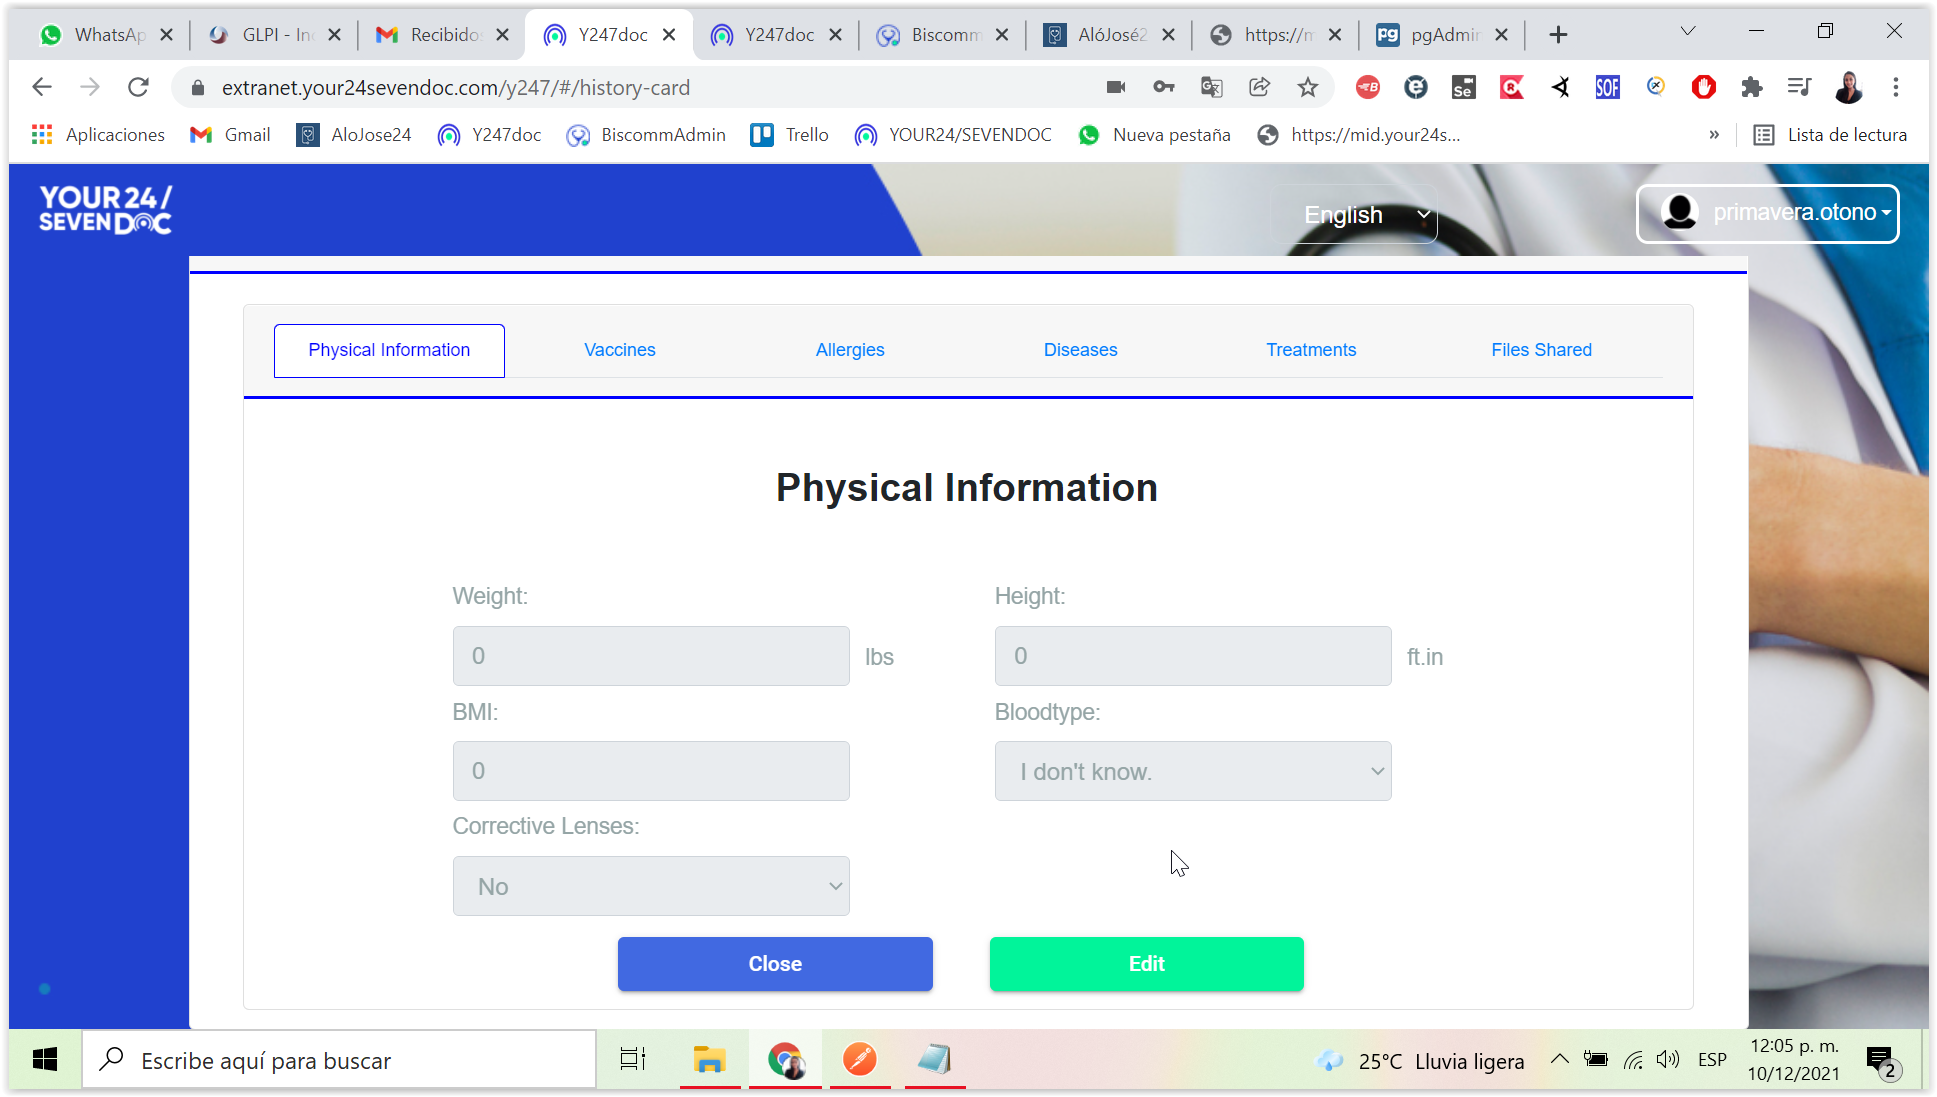 WhatsAp
GLPI - In
Recibidos
Y247doc
Y247doc
Biscomm
AlóJosé2
https://m
pgAdmin
extranet.your24sevendoc.com/y247/#/history-card
Aplicaciones
Gmail
AloJose24
Y247doc
BiscommAdmin
Trello
YOUR24/SEVENDOC
Nueva pestaña
https://mid.your24s...
»
Lista de lectura
YOUR 24 /
SEVENDOC
English
primavera.otono
Physical Information
Vaccines
Allergies
Diseases
Treatments
Files Shared
Physical Information
Weight:
Height:
0 lbs
0 ft.in
BMI:
Bloodtype:
0
I don't know.
Corrective Lenses:
No
Close
Edit
Escribe aquí para buscar
25°C Lluvia ligera
ESP
12:05 p. m.
10/12/2021
2